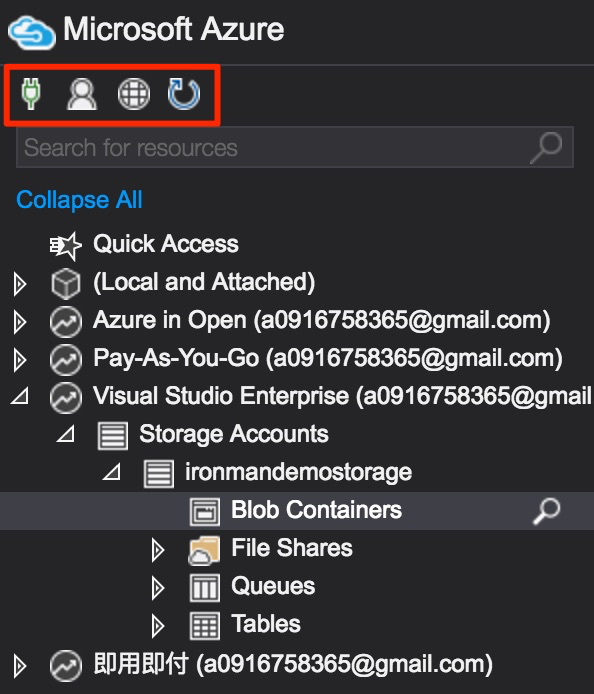 Microsoft Azure
Search for resources
Collapse All
Quick Access
(Local and Attached)
Azure in Open (a0916758365@gmail.com)
Pay-As-You-Go (a0916758365@gmail.com)
Visual Studio Enterprise (a0916758365@gmail
Storage Accounts
ironmandemostorage
Blob Containers
File Shares
Queues
Tables
即用即付 (a0916758365@gmail.com)